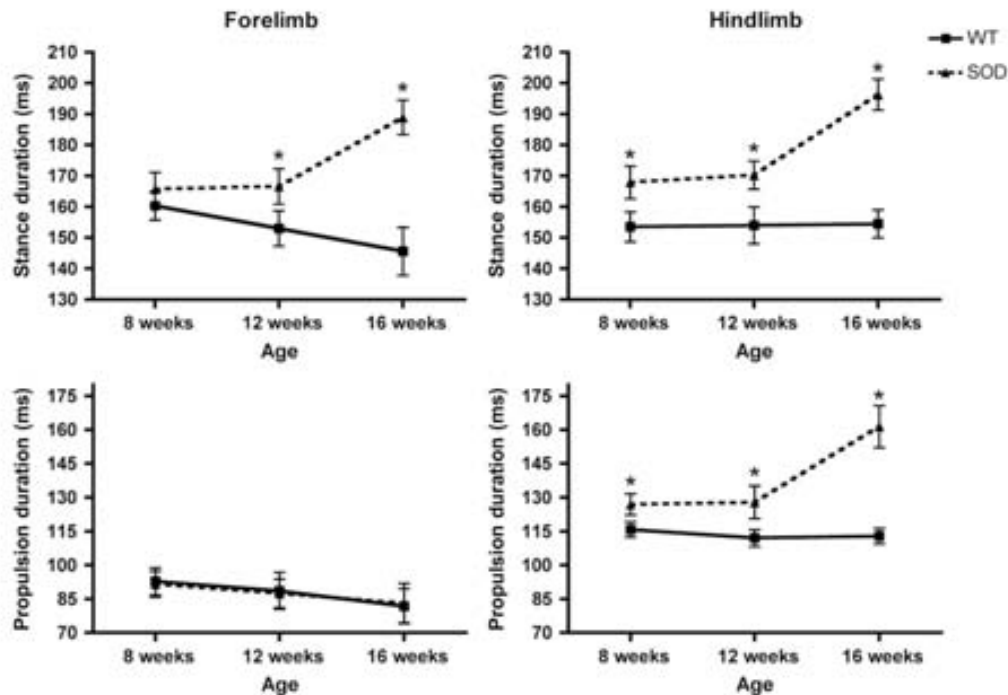 Forelimb
Hindlimb
WT
SOD
Stance duration (ms)
210
200
190
180
170
160
150
140
130
*
*
8 weeks
12 weeks
16 weeks
Age
Stance duration (ms)
210
200
190
180
170
160
150
140
130
*
*
*
8 weeks
12 weeks
16 weeks
Age
Propulsion duration (ms)
175
160
145
130
115
100
85
70
8 weeks
12 weeks
16 weeks
Age
Propulsion duration (ms)
175
160
145
130
115
100
85
70
*
*
*
8 weeks
12 weeks
16 weeks
Age